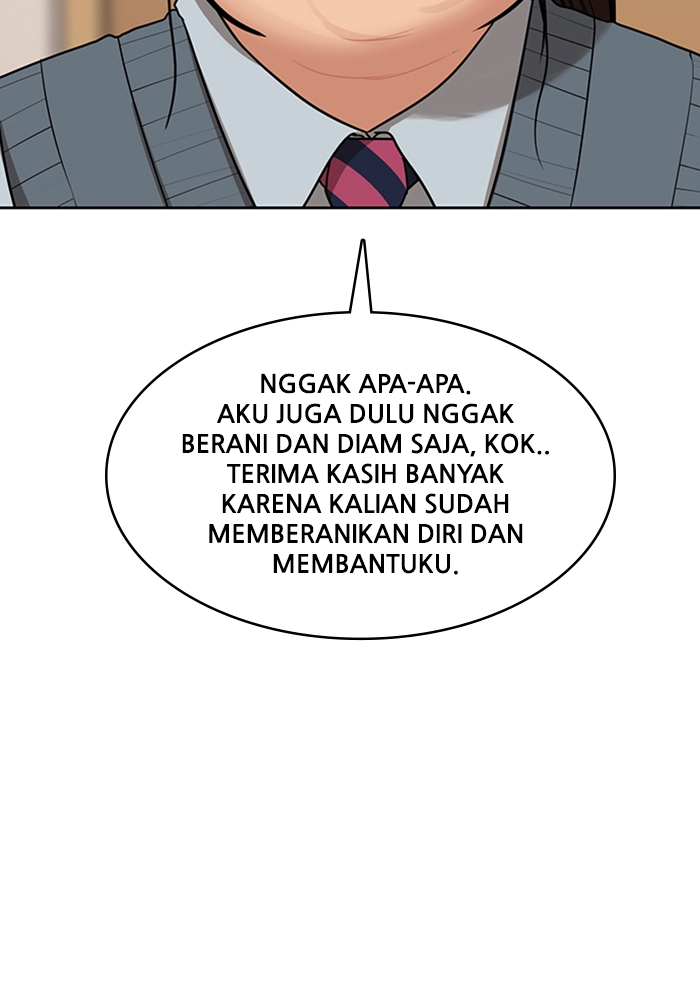 NGGAK APA-APA.
AKU JUGA DULU NGGAK
BERANI DAN DIAM SAJA, KOK..
TERIMA KASIH BANYAK
KARENA KALIAN SUDAH
MEMBERANIKAN DIRI DAN
MEMBANTUKU.